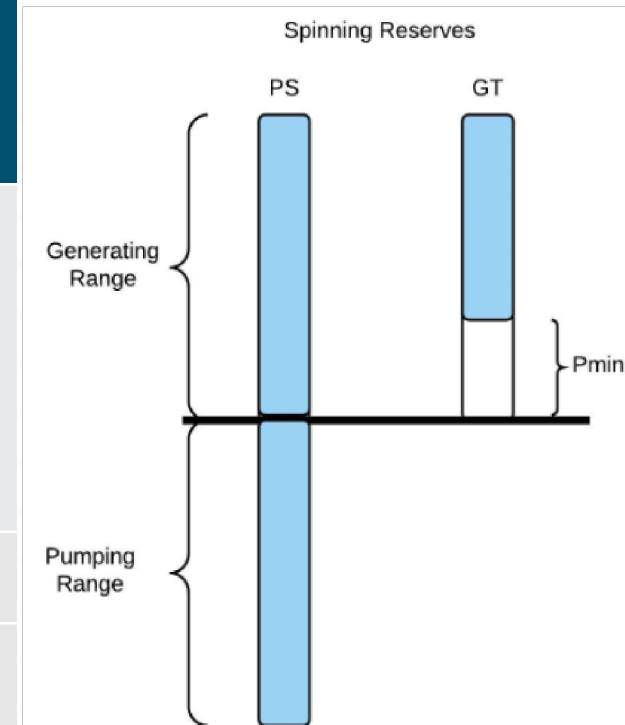 Spinning Reserves
PS
GT
Generating
Range
Pmin
Pumping
Range